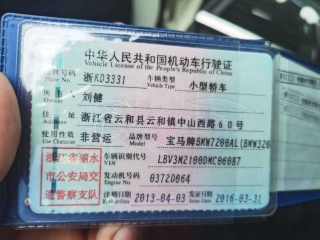 中华人民共和国机动车行驶证
Vehicle License of the People's Republic of China
号牌号码 浙KD3331 车辆类型 Vehicle Type 小型轿车
所有人 刘健
住址 浙江省云和县云和镇中山西路60号
使用性质 Use Character 非营运 品牌型号 Model 宝马牌BMW7200AL(BMW320
浙江省丽水市公安局交通警察支队
车辆识别代号 VIN
发动机号码 Engine No. 0372D064
注册日期 2013-04-03 发证日期 2016-03-31